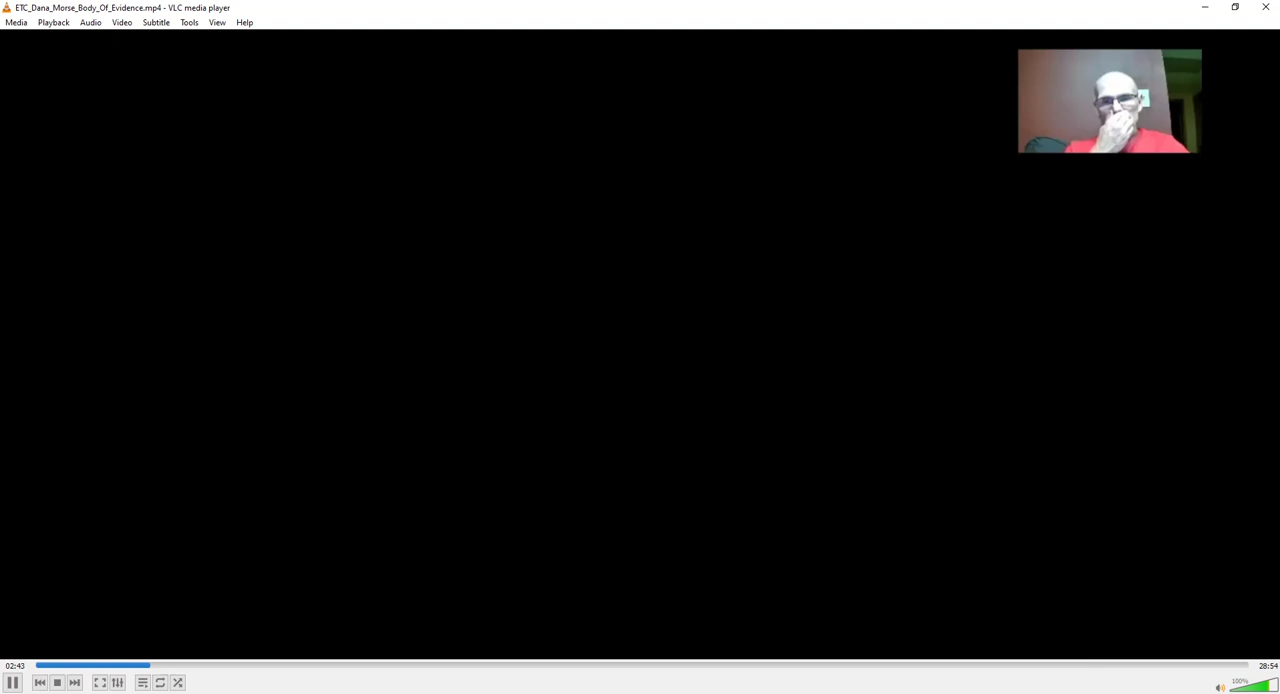 ETC_Dana_Morse_Body_Of_Evidence.mp4 - VLC media player
Media Playback Audio Video Subtitle Tools View Help
02:43 28:54
100%